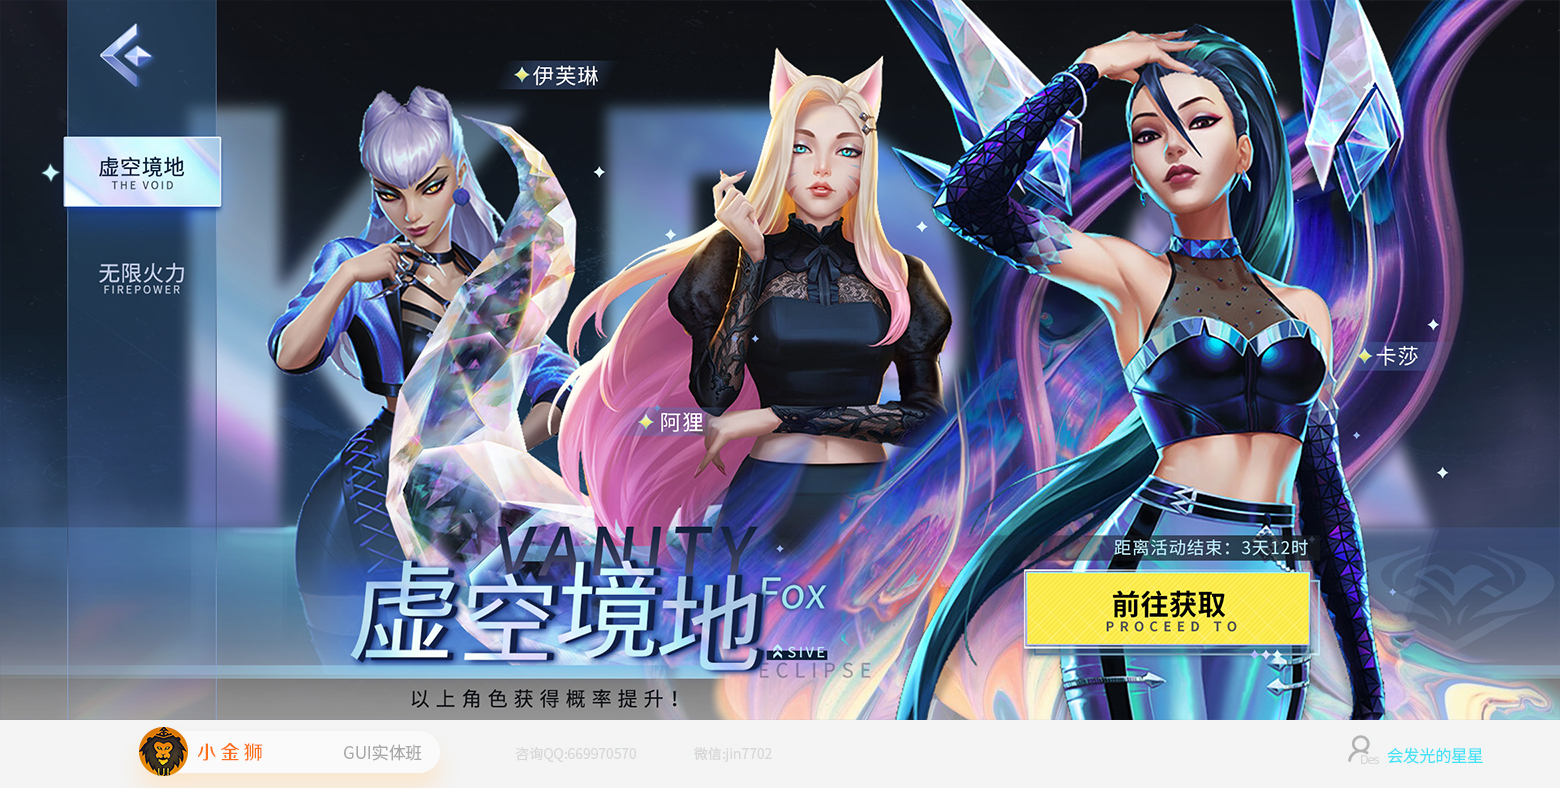 KDA
伊芙琳
虚空境地
THE VOID
无限火力
FIREPOWER
卡莎
阿狸
VANITY
虚空境地
Fox
SIVE
ECLIPSE
距离活动结束：3天12时
前往获取
PROCEED TO
以上角色获得概率提升！
小金狮
GUI实体班
咨询QQ:669970570
微信:jin7702
Des
会发光的星星